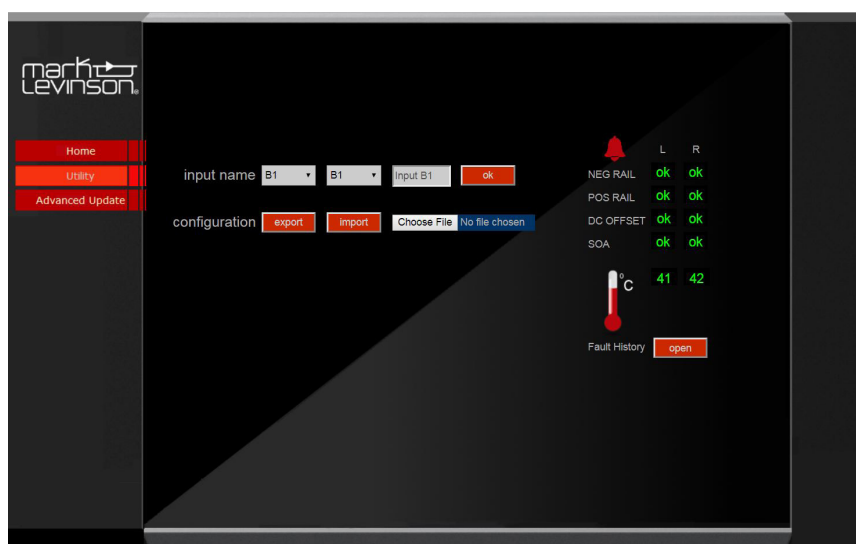 mark
Levinson®
Home
Utility
Advanced Update
input name B1 B1 Input B1 ok
configuration export import Choose File No file chosen
L R
NEG RAIL ok ok
POS RAIL ok ok
DC OFFSET ok ok
SOA ok ok
°C 41 42
Fault History open